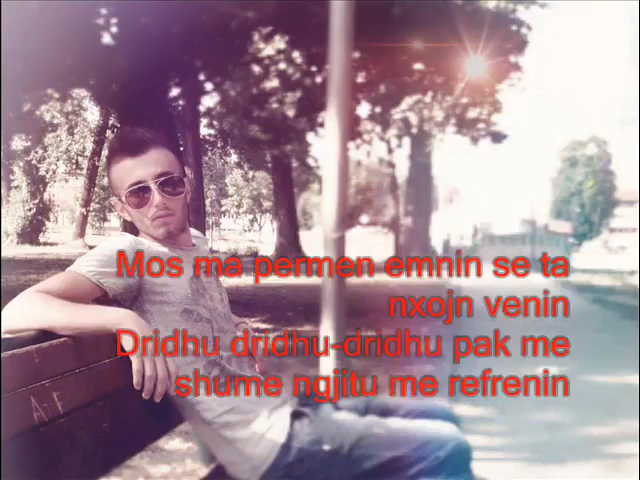 Mos ma permen emnin se ta
nxojn venin
Dridhu dridhu-dridhu pak me
shume ngjitu me refrenin
A-F